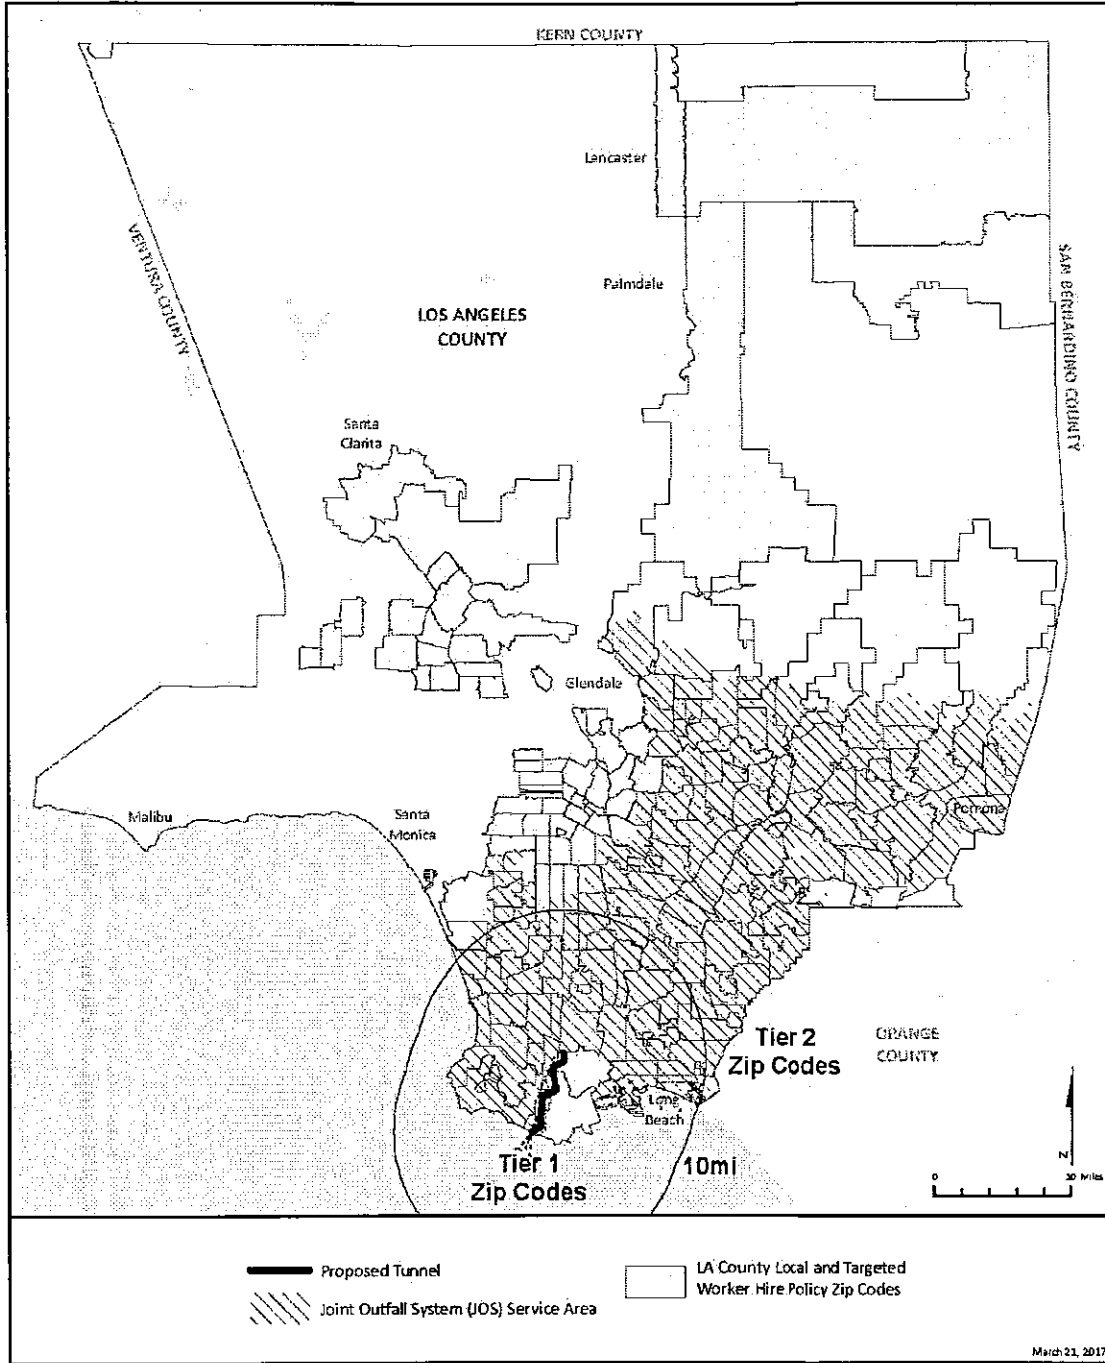 KERN COUNTY
Lancaster
VENTURA COUNTY
Palmdale
SAN BERNARDINO COUNTY
LOS ANGELES
COUNTY
Santa
Clarita
Glendale
Malibu
Santa
Monica
Pomona
Tier 2
Zip Codes
ORANGE
COUNTY
Long
Beach
Tier 1
Zip Codes
10mi
N
0
Miles
Proposed Tunnel
Joint Outfall System (JOS) Service Area
LA County Local and Targeted
Worker Hire Policy Zip Codes
March 21, 2017